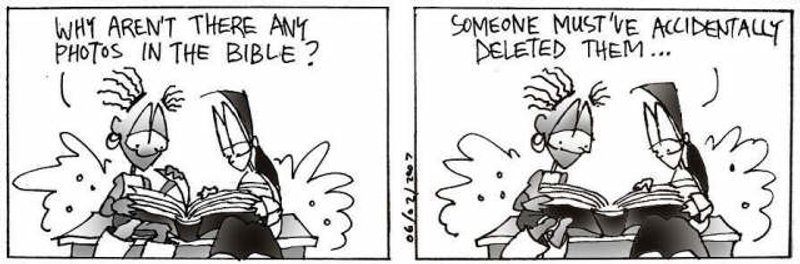 WHY AREN'T THERE ANY
PHOTOS IN THE BIBLE?
SOMEONE MUST'VE ACCIDENTALLY
DELETED THEM...
06/02/2007